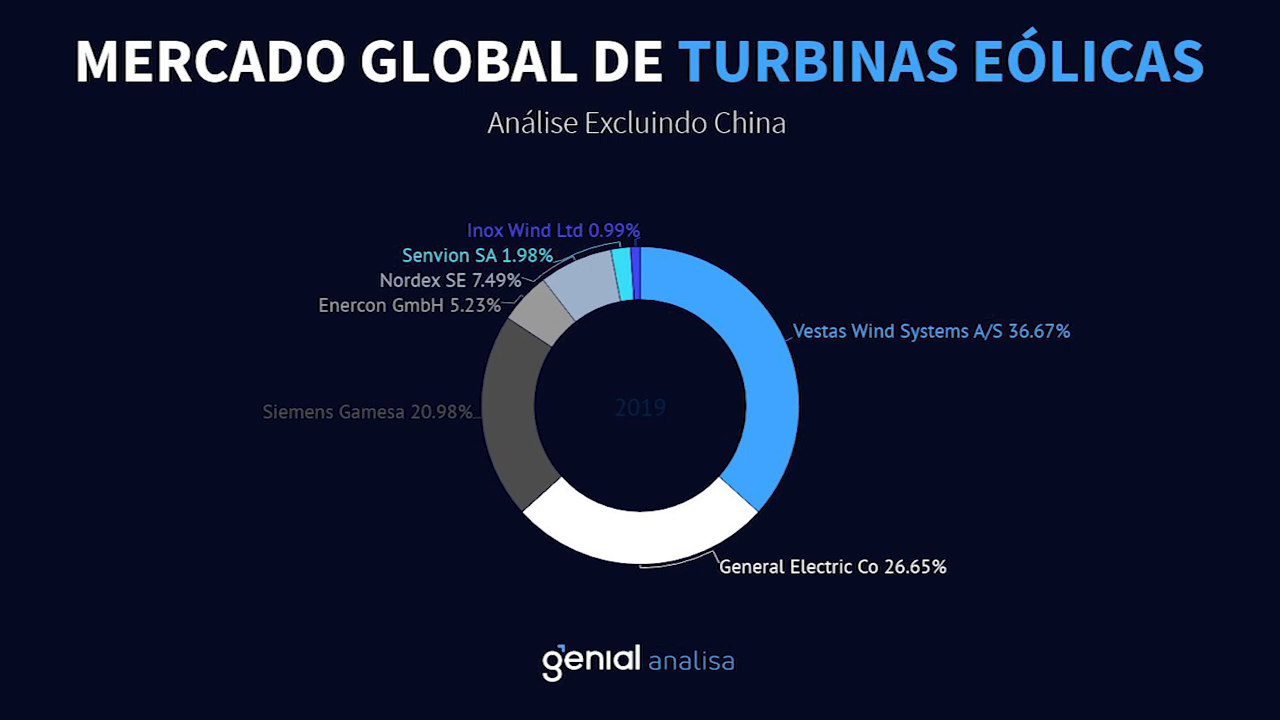 MERCADO GLOBAL DE TURBINAS EÓLICAS
Análise Excluindo China
Inox Wind Ltd 0.99%
Senvion SA 1.98%
Nordex SE 7.49%
Enercon GmbH 5.23%
Vestas Wind Systems A/S 36.67%
Siemens Gamesa 20.98%
2019
General Electric Co 26.65%
genial analisa